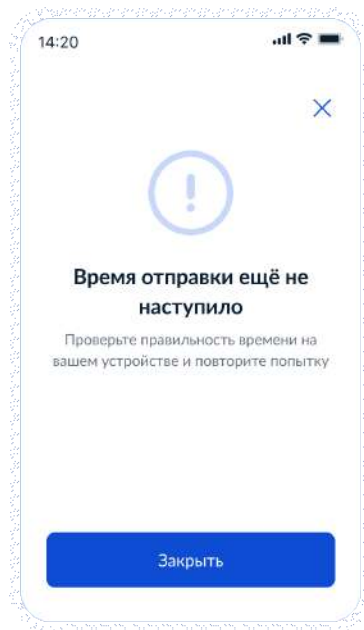 14:20
Время отправки ещё не
наступило
Проверьте правильность времени на
вашем устройстве и повторите попытку
Закрыть